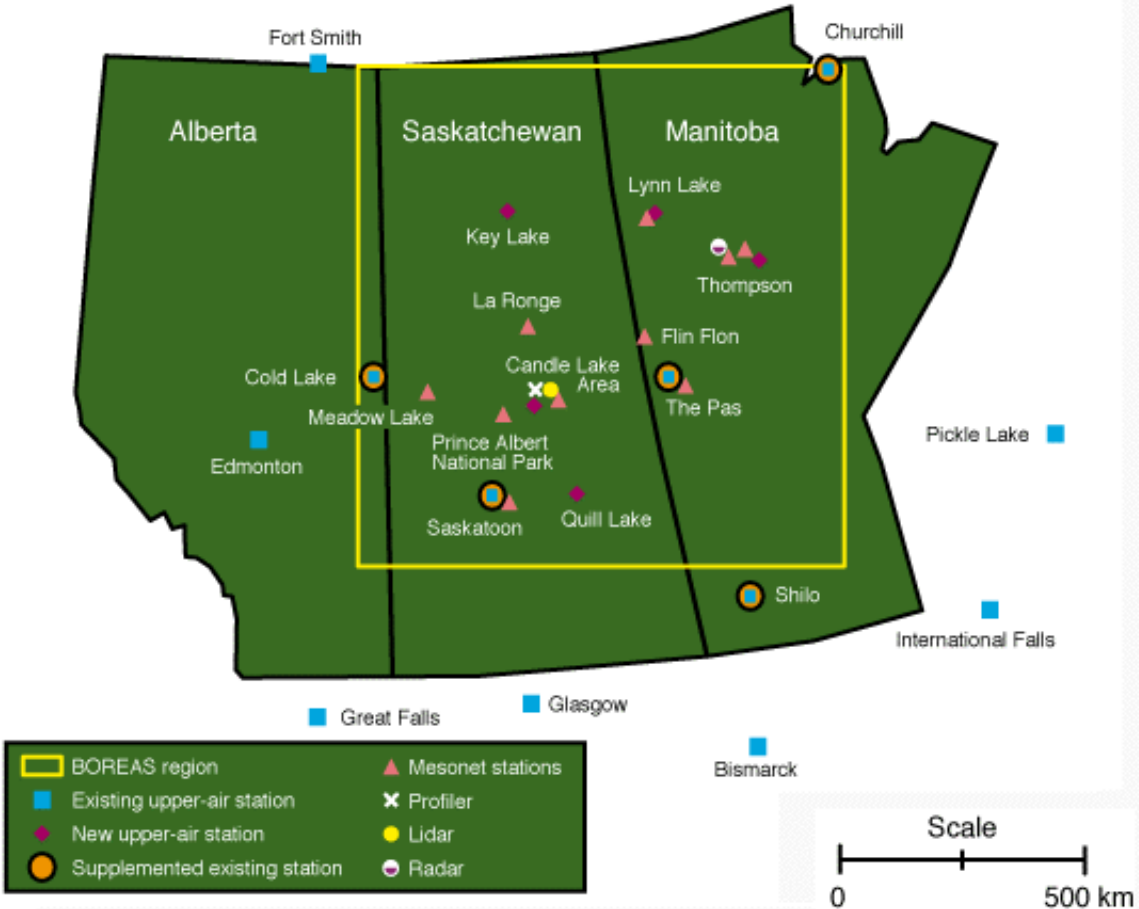 Fort Smith
Churchill
Alberta
Saskatchewan
Manitoba
Lynn Lake
Key Lake
Thompson
La Ronge
Flin Flon
Candle Lake
Area
Cold Lake
Meadow Lake
The Pas
Prince Albert
National Park
Pickle Lake
Edmonton
Quill Lake
Saskatoon
Shilo
International Falls
Glasgow
Great Falls
Bismarck
BOREAS region
Existing upper-air station
New upper-air station
Supplemented existing station
Mesonet stations
Profiler
Lidar
Radar
Scale
0 500 km